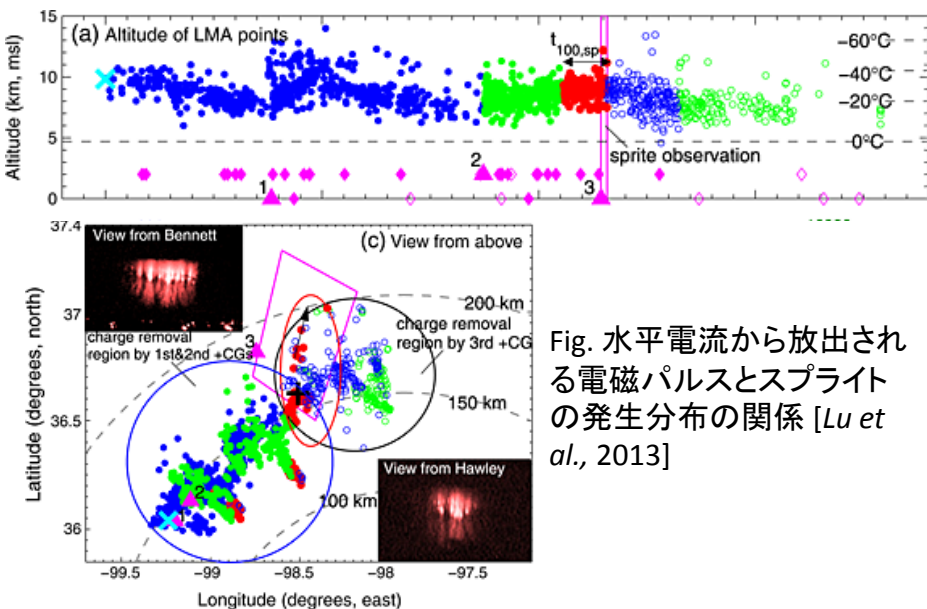 (a) Altitude of LMA points
Altitude (km, msl)
15
10
5
0
t100,sp
−60°C
−40°C
−20°C
0°C
sprite observation
1
2
3
37.4
37
36.5
36
Latitude (degrees, north)
View from Bennett
(c) View from above
200 km
charge removal
region by 1st&2nd +CGs
3
charge removal
region by 3rd +CG
150 km
2
1
100 km
View from Hawley
−99.5
−99
−98.5
−98
−97.5
Longitude (degrees, east)
Fig. 水平電流から放出され
る電磁パルスとスプライト
の発生分布の関係 [Lu et
al., 2013]